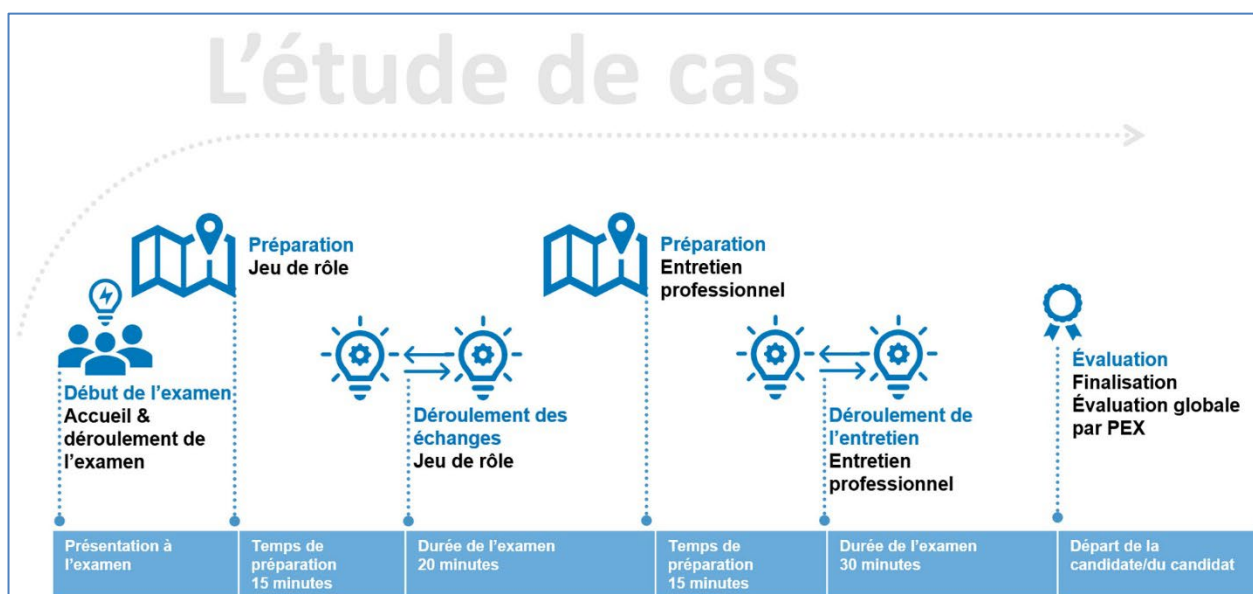 L’étude de cas
Préparation
Jeu de rôle
Préparation
Entretien
professionnel
Début de l’examen
Accueil &
déroulement de
l’examen
Déroulement des
échanges
Jeu de rôle
Déroulement de
l’entretien
Entretien
professionnel
Évaluation
Finalisation
Évaluation globale
par PEX
Présentation à
l’examen
Temps de
préparation
15 minutes
Durée de l’examen
20 minutes
Temps de
préparation
15 minutes
Durée de l’examen
30 minutes
Départ de la
candidate/du candidat